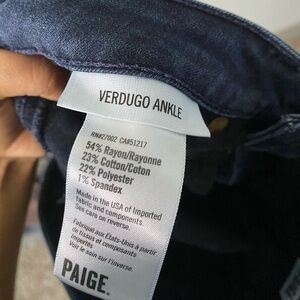 VERDUGO ANKLE
RN#27002 CA#51217
54% Rayon/Rayonne
23% Cotton/Coton
22% Polyester
1% Spandex
Made in the USA of Imported
fabric and components.
See care on reverse.
Fabriqué aux États-Unis à partir
de tissus et composants
importés
Voir le soin sur l'inverse.
PAIGE.